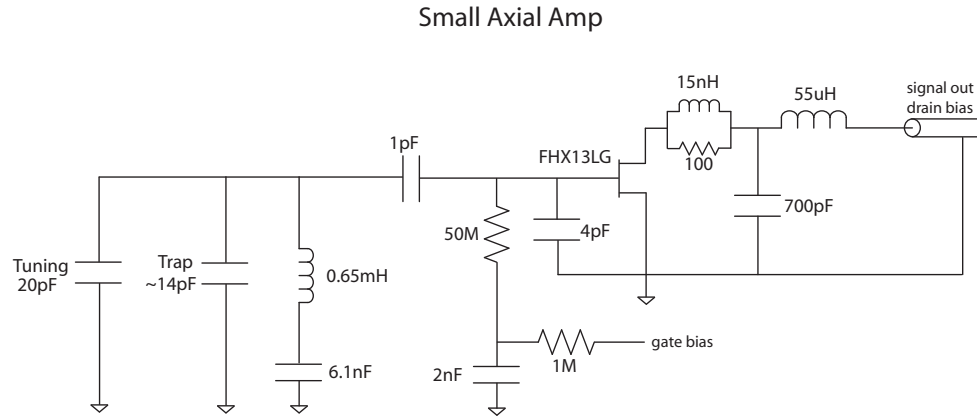 Small Axial Amp
15nH
55uH
signal out
drain bias
1pF
FHX13LG
100
700pF
50M
4pF
Tuning
20pF
Trap
~14pF
0.65mH
gate bias
6.1nF
2nF
1M